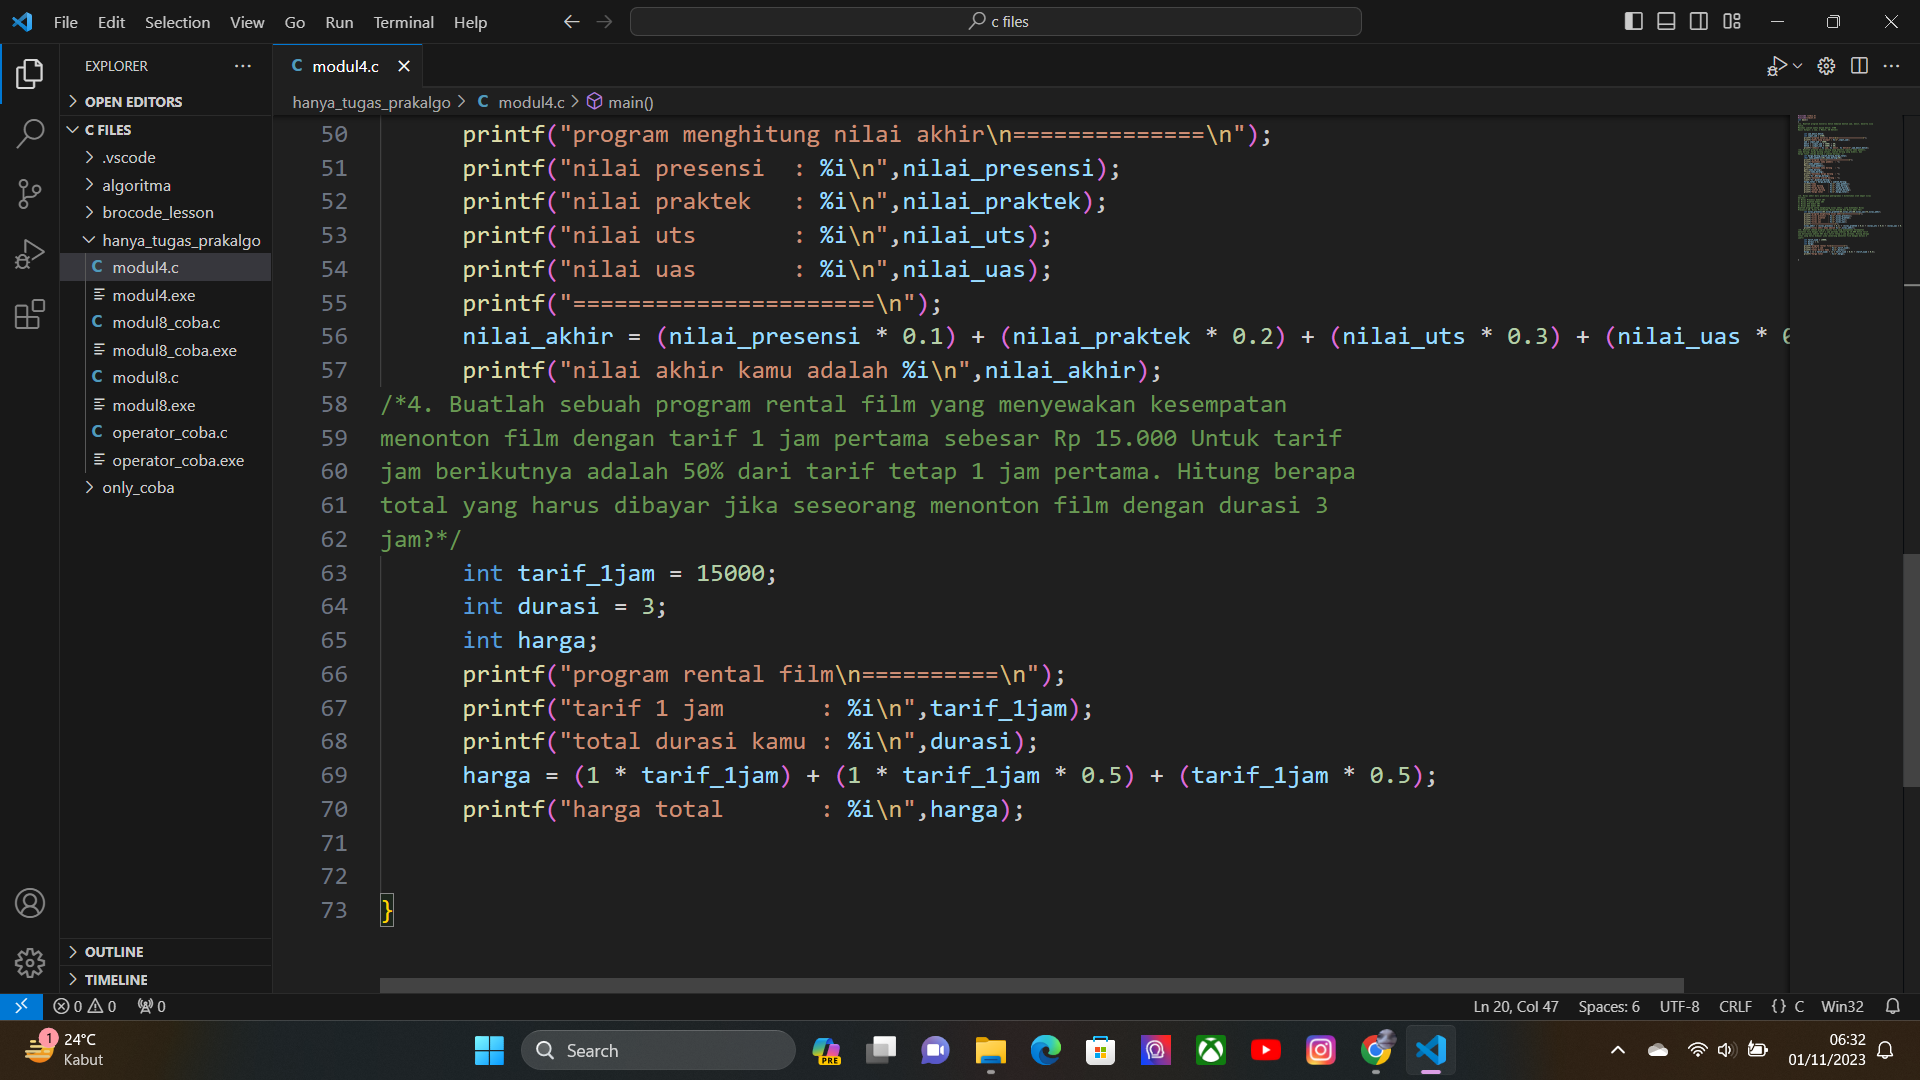 File Edit Selection View Go Run Terminal Help
c files
EXPLORER
OPEN EDITORS
C FILES
.vscode
algoritma
brocode_lesson
hanya_tugas_prakalgo
C modul4.c
modul4.exe
C modul8_coba.c
modul8_coba.exe
C modul8.c
modul8.exe
C operator_coba.c
operator_coba.exe
only_coba
OUTLINE
TIMELINE
C modul4.c
hanya_tugas_prakalgo > C modul4.c > main()
50 printf("program menghitung nilai akhir\n==============\n");
51 printf("nilai presensi  : %i\n",nilai_presensi);
52 printf("nilai praktek   : %i\n",nilai_praktek);
53 printf("nilai uts       : %i\n",nilai_uts);
54 printf("nilai uas       : %i\n",nilai_uas);
55 printf("======================\n");
56 nilai_akhir = (nilai_presensi * 0.1) + (nilai_praktek * 0.2) + (nilai_uts * 0.3) + (nilai_uas *
57 printf("nilai akhir kamu adalah %i\n",nilai_akhir);
58 /*4. Buatlah sebuah program rental film yang menyewakan kesempatan
59 menonton film dengan tarif 1 jam pertama sebesar Rp 15.000 Untuk tarif
60 jam berikutnya adalah 50% dari tarif tetap 1 jam pertama. Hitung berapa
61 total yang harus dibayar jika seseorang menonton film dengan durasi 3
62 jam?*/
63 int tarif_1jam = 15000;
64 int durasi = 3;
65 int harga;
66 printf("program rental film\n==========\n");
67 printf("tarif 1 jam       : %i\n",tarif_1jam);
68 printf("total durasi kamu : %i\n",durasi);
69 harga = (1 * tarif_1jam) + (1 * tarif_1jam * 0.5) + (tarif_1jam * 0.5);
70 printf("harga total       : %i\n",harga);
71
72
73 }
0 0 0
Ln 20, Col 47 Spaces: 6 UTF-8 CRLF {} C Win32
1
24°C
Kabut
Search
PRE
06:32
01/11/2023